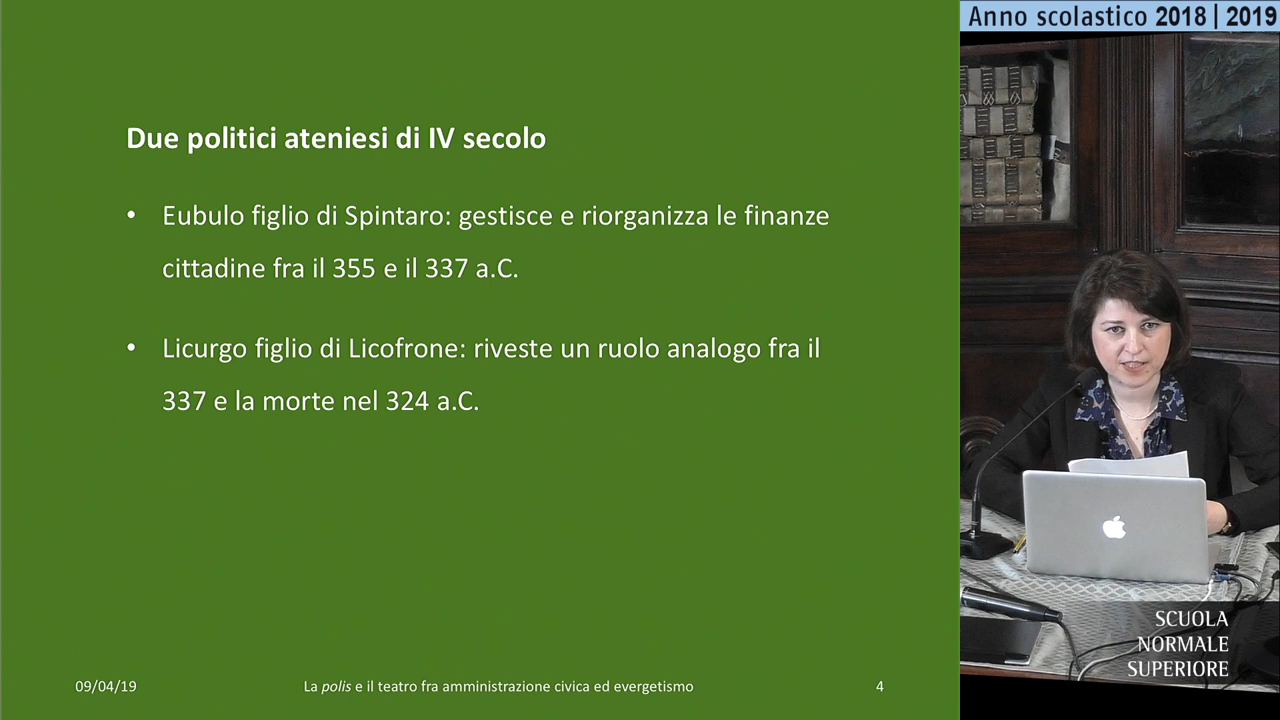 Anno scolastico 2018 | 2019
Due politici ateniesi di IV secolo
• Eubulo figlio di Spintaro: gestisce e riorganizza le finanze
cittadine fra il 355 e il 337 a.C.
• Licurgo figlio di Licofrone: riveste un ruolo analogo fra il
337 e la morte nel 324 a.C.
SCUOLA
NORMALE
SUPERIORE
09/04/19
La polis e il teatro fra amministrazione civica ed evergetismo
4